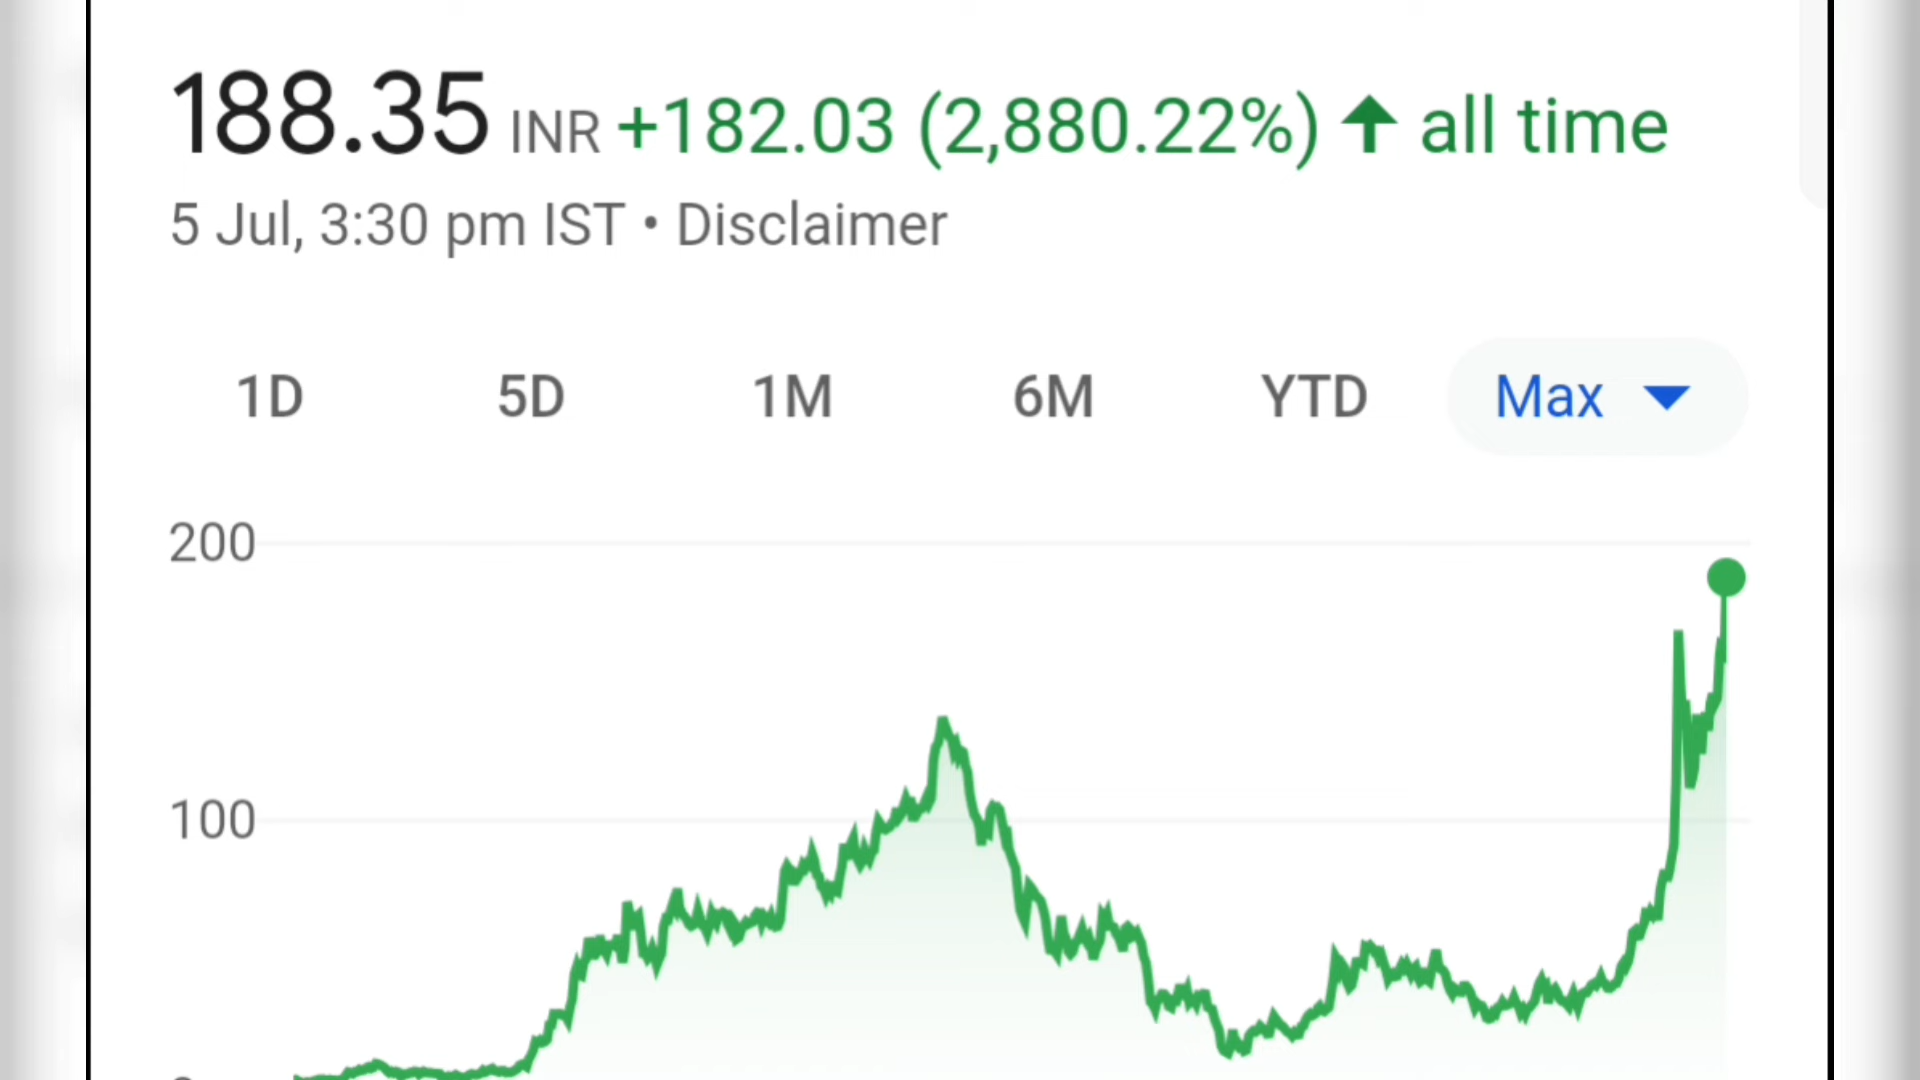 188.35 INR +182.03 (2,880.22%) ↑ all time
5 Jul, 3:30 pm IST • Disclaimer
1D 5D 1M 6M YTD Max
200
100